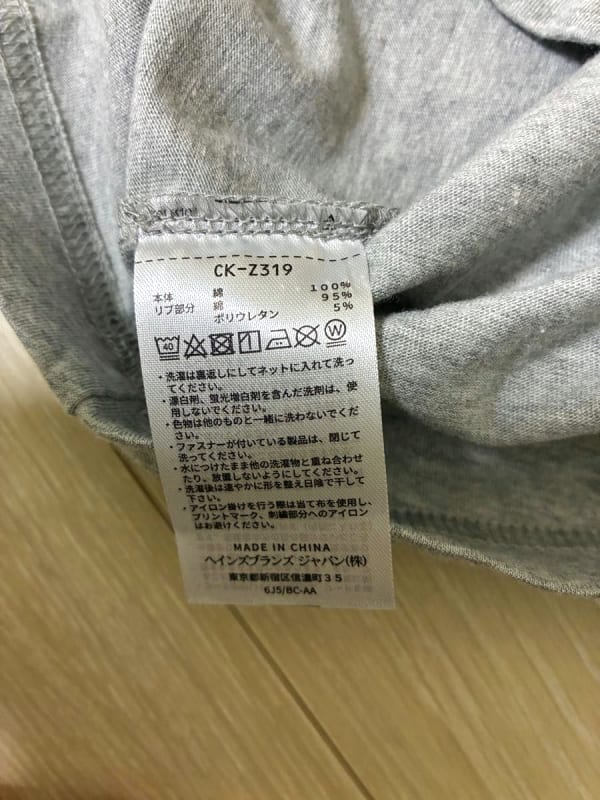 CK-Z319
本体 綿 100%
リブ部分 綿 95%
ポリウレタン 5%
40 W
・洗濯は裏返しにしてネットに入れて洗っ
てください。
・漂白剤、蛍光増白剤を含んだ洗剤は、使
用しないでください。
・色物は他のものと一緒に洗わないでくだ
さい。
・ファスナーが付いている製品は、閉じて
洗ってください。
・水につけたまま他の洗濯物と重ね合わせ
たり、放置しないようにしてください。
・洗濯後は速やかに形を整え日陰で干して
下さい。
・アイロン掛けを行う際は当て布を使用し、
プリントマーク、刺繍部分へのアイロン
はお避けください。
MADE IN CHINA
ヘインズブランズ ジャパン(株)
東京都新宿区信濃町35
6J5/BC-AA